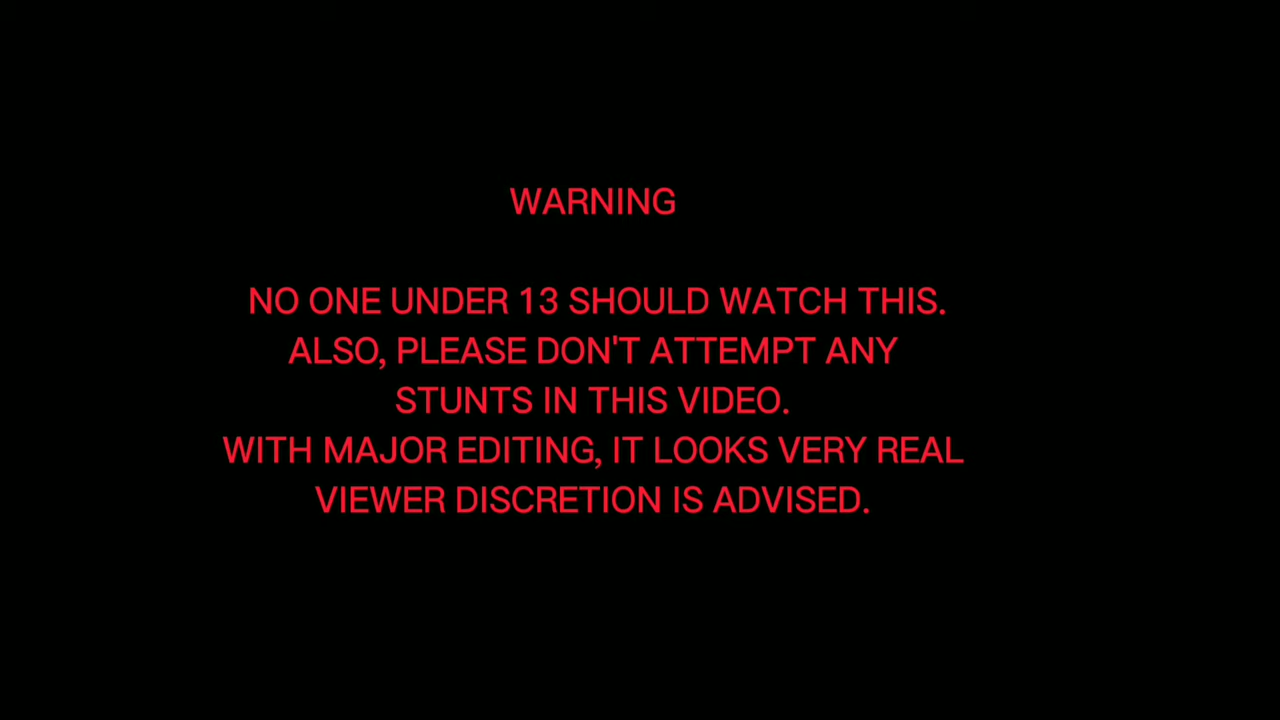 WARNING
NO ONE UNDER 13 SHOULD WATCH THIS.
ALSO, PLEASE DON'T ATTEMPT ANY
STUNTS IN THIS VIDEO.
WITH MAJOR EDITING, IT LOOKS VERY REAL
VIEWER DISCRETION IS ADVISED.